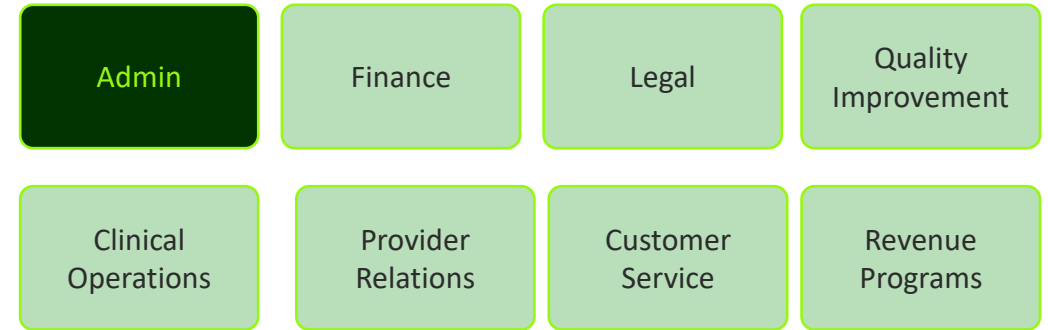 Admin
Finance
Legal
Quality
Improvement
Clinical
Operations
Provider
Relations
Customer
Service
Revenue
Programs